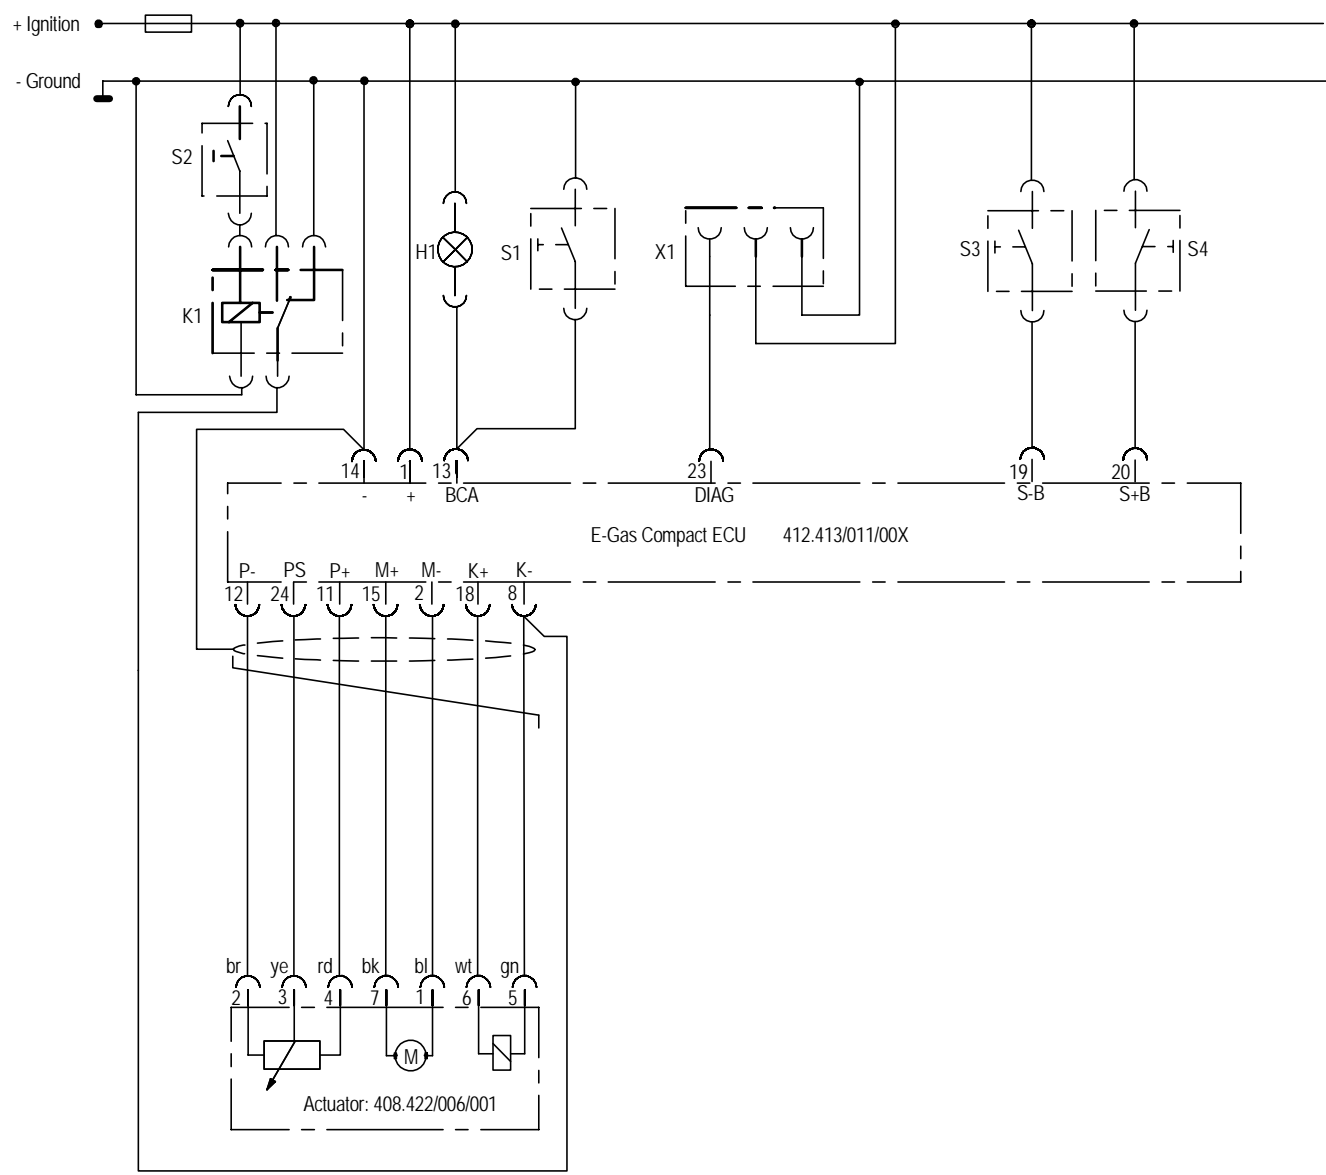 + Ignition
- Ground
S2
H1
S1
X1
S3
S4
K1
14 1 13 23 19 20
- + BCA DIAG S-B S+B
E-Gas Compact ECU 412.413/011/00X
P- PS P+ M+ M- K+ K-
12 24 11 15 2 18 8
br ye rd bk bl wt gn
2 3 4 7 1 6 5
M
Actuator: 408.422/006/001